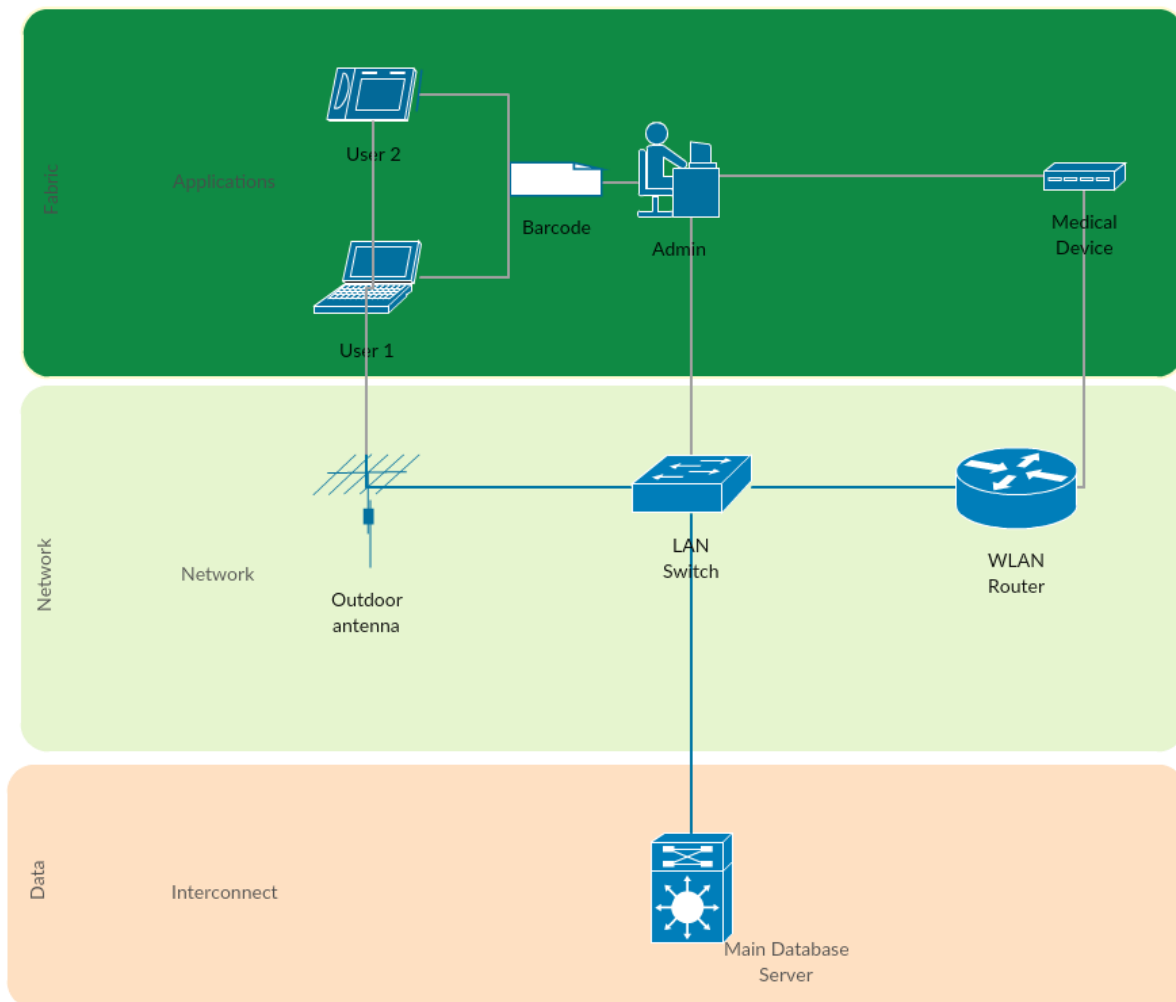 Fabric
Applications
User 2
Barcode
Admin
Medical
Device
User 1
Network
Network
Outdoor
antenna
LAN
Switch
WLAN
Router
Data
Interconnect
Main Database
Server